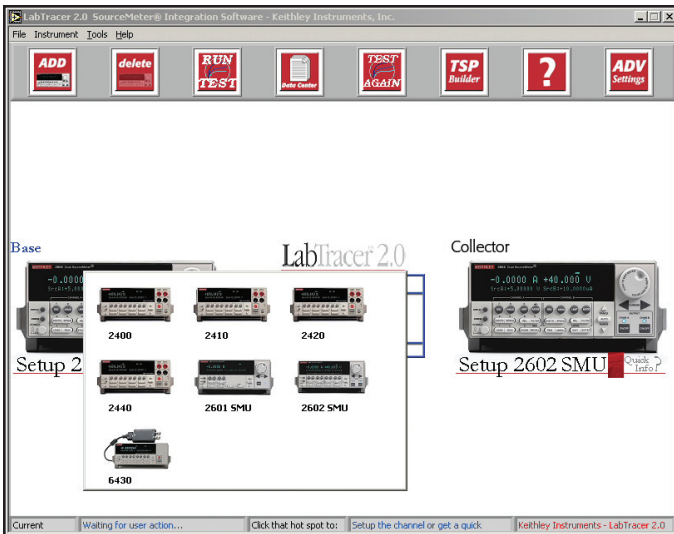 LabTracer 2.0 SourceMeter® Integration Software - Keithley Instruments, Inc.
File Instrument Tools Help
ADD
delete
RUN TEST
Data Center
TEST AGAIN
TSP Builder
?
ADV Settings
Base
LabTracer™ 2.0
Collector
-0.0000
-0.0000 A +40.000 V
2400
2410
2420
Setup 2
Setup 2602 SMU
Quick Info?
2440
2601 SMU
2602 SMU
6430
Current
Waiting for user action...
Click that hot spot to:
Setup the channel or get a quick
Keithley Instruments - LabTracer 2.0